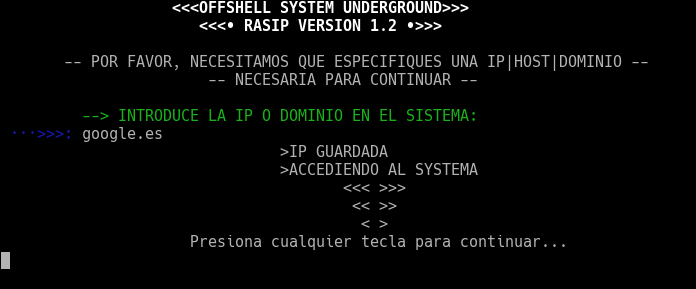 <<<OFFSHELL SYSTEM UNDERGROUND>>>
<<<• RASIP VERSION 1.2 •>>>
-- POR FAVOR, NECESITAMOS QUE ESPECIFIQUES UNA IP|HOST|DOMINIO --
-- NECESARIA PARA CONTINUAR --
--> INTRODUCE LA IP O DOMINIO EN EL SISTEMA:
···>>>: google.es
>IP GUARDADA
>ACCEDIENDO AL SYSTEMA
<<< >>>
<< >>
< >
Presiona cualquier tecla para continuar...